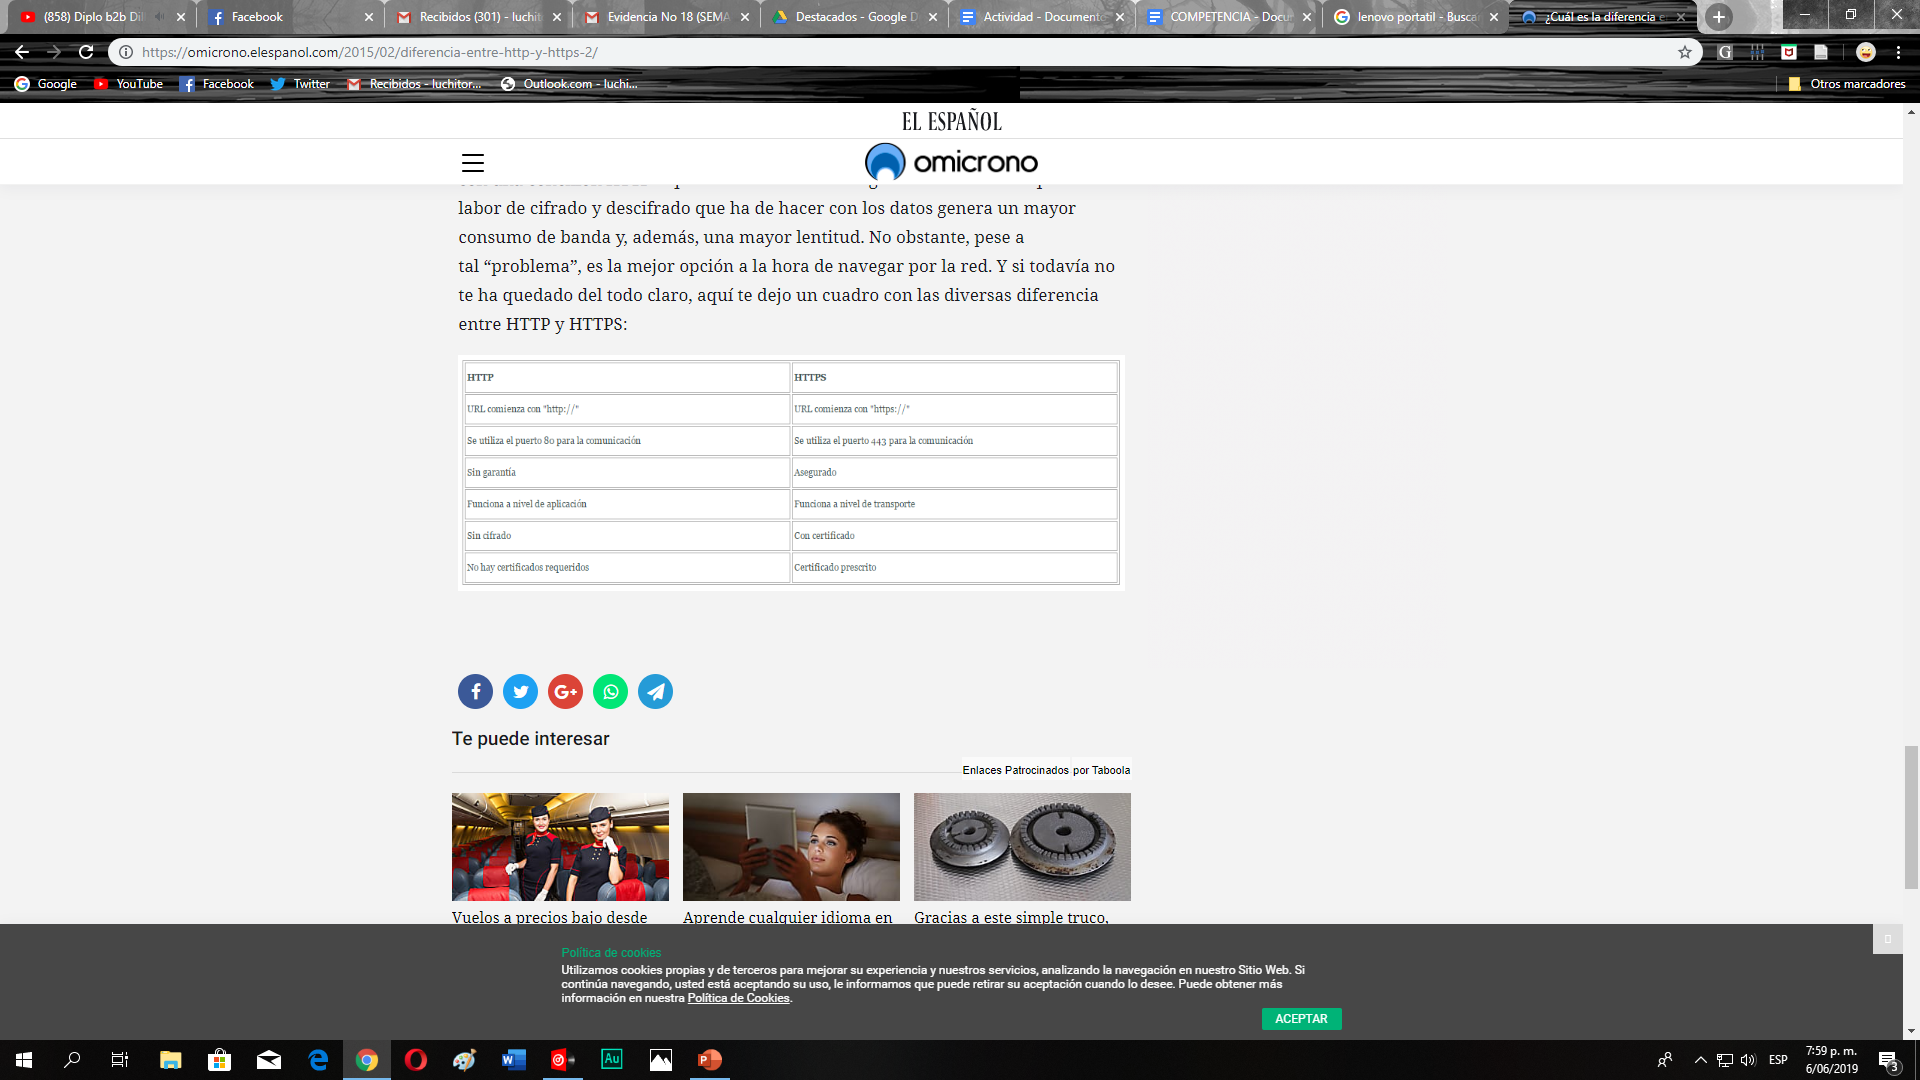 (858) Diplo b2b Dil
Facebook
Recibidos (301) - luchito
Evidencia No 18 (SEMA
Destacados - Google D
Actividad - Documento
COMPETENCIA - Docu
lenovo portatil - Busca
¿Cuál es la diferencia e
https://omicrono.elespanol.com/2015/02/diferencia-entre-http-y-https-2/
Google
YouTube
Facebook
Twitter
Recibidos - luchitor...
Outlook.com - luchi...
Otros marcadores
EL ESPAÑOL
omicrono
labor de cifrado y descifrado que ha de hacer con los datos genera un mayor
consumo de banda y, además, una mayor lentitud. No obstante, pese a
tal “problema”, es la mejor opción a la hora de navegar por la red. Y si todavía no
te ha quedado del todo claro, aquí te dejo un cuadro con las diversas diferencia
entre HTTP y HTTPS:
HTTP HTTPS
URL comienza con "http://" URL comienza con "https://"
Se utiliza el puerto 80 para la comunicación Se utiliza el puerto 443 para la comunicación
Sin garantía Asegurado
Funciona a nivel de aplicación Funciona a nivel de transporte
Sin cifrado Con certificado
No hay certificados requeridos Certificado prescrito
Te puede interesar
Enlaces Patrocinados por Taboola
Vuelos a precios bajo desde
Aprende cualquier idioma en
Gracias a este simple truco,
Política de cookies
Utilizamos cookies propias y de terceros para mejorar su experiencia y nuestros servicios, analizando la navegación en nuestro Sitio Web. Si
continúa navegando, usted está aceptando su uso, le informamos que puede retirar su aceptación cuando lo desee. Puede obtener más
información en nuestra Política de Cookies.
ACEPTAR
ESP
7:59 p. m.
6/06/2019
3